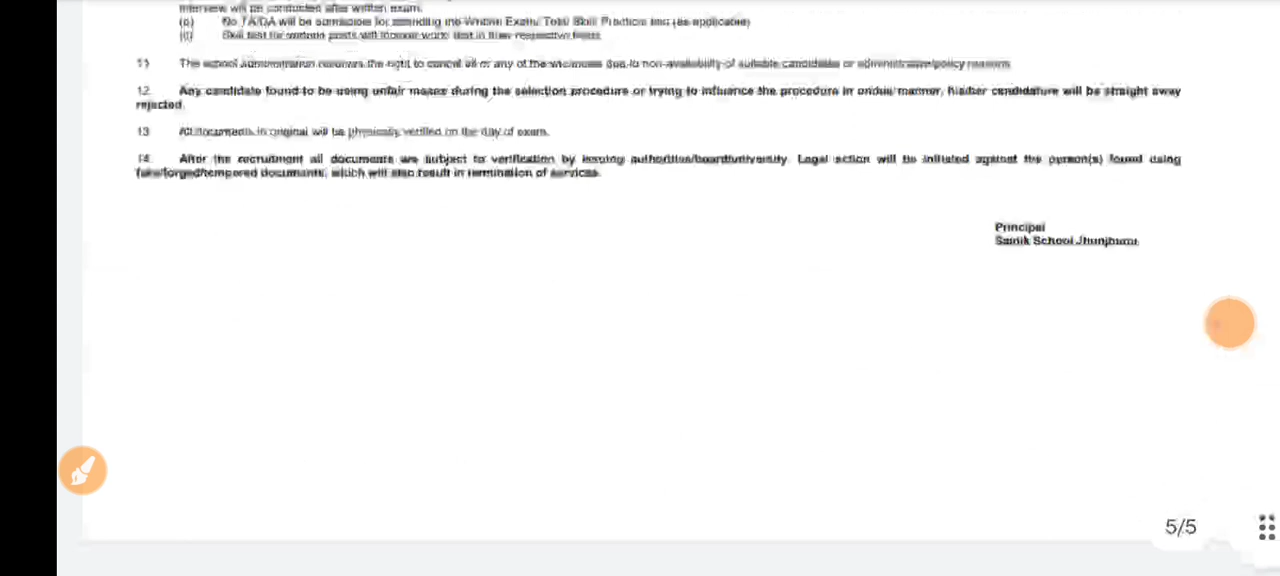 interview will be conducted after written exam.
(b) No TA/DA will be admissible for attending the Written Exam/ Test/ Skill Practical test (as applicable)
(c) Skill test for certain posts will include work test in their respective fields
11 The school administration reserves the right to cancel all or any of the vacancies due to non-availability of suitable candidates or administrative/policy reasons
12 Any candidate found to be using unfair means during the selection procedure or trying to influence the procedure in undue manner, his/her candidature will be straight away
rejected.
13 All documents in original will be physically verified on the day of exam.
14 After the recruitment all documents are subject to verification by issuing authorities/board/university. Legal action will be initiated against the person(s) found using
fake/forged/tempered documents, which will also result in termination of services.
Principal
Sainik School Jhunjhunu
5/5